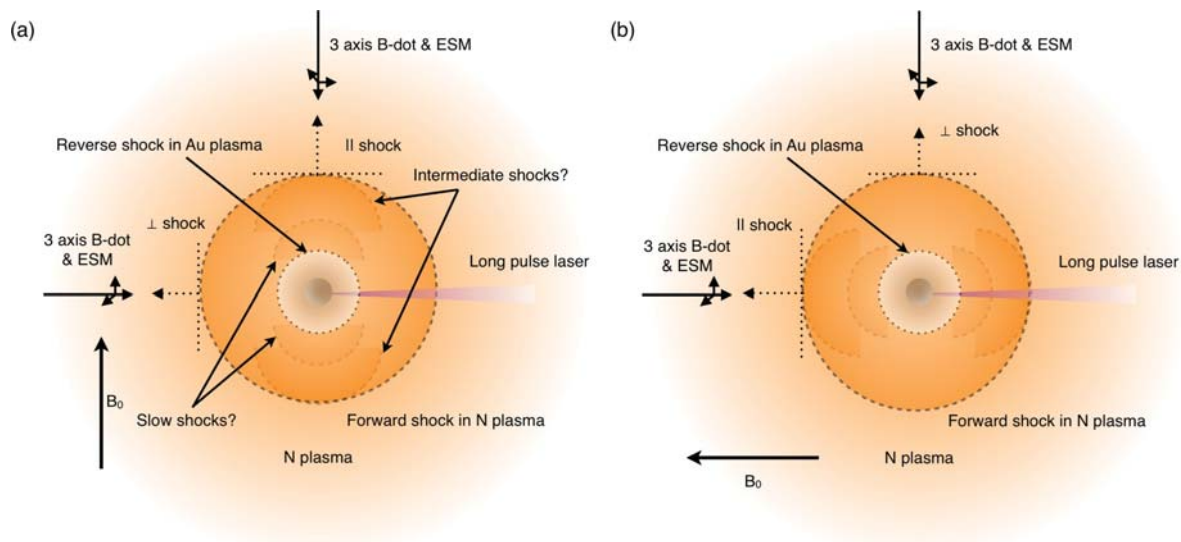 (a)
3 axis B-dot & ESM
Reverse shock in Au plasma
|| shock
Intermediate shocks?
⊥ shock
3 axis B-dot
& ESM
Long pulse laser
B₀
Slow shocks?
Forward shock in N plasma
N plasma
(b)
3 axis B-dot & ESM
⊥ shock
Reverse shock in Au plasma
|| shock
3 axis B-dot
& ESM
Long pulse laser
Forward shock in N plasma
N plasma
B₀